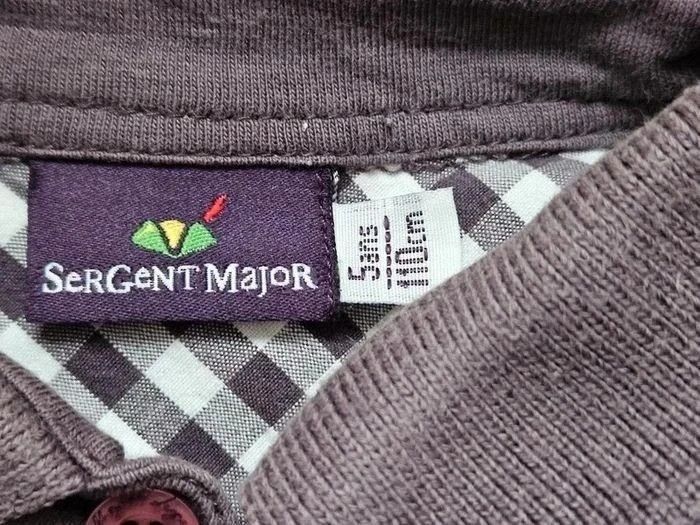 SerGeNT MajoR
5ans
110cm